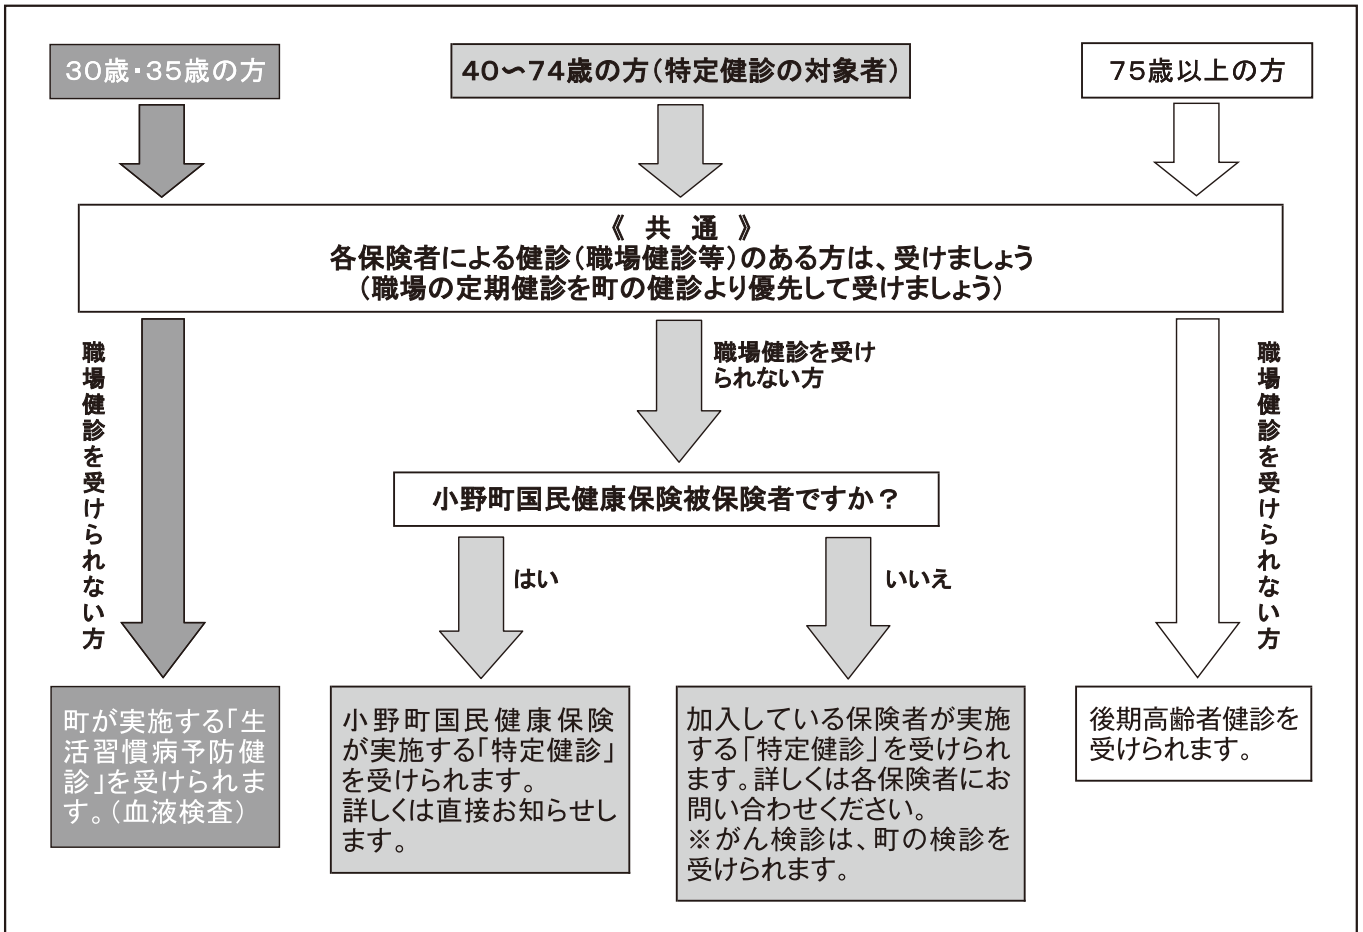 30歳・35歳の方
40～74歳の方（特定健診の対象者）
75歳以上の方
《 共 通 》
各保険者による健診（職場健診等）のある方は、受けましょう
（職場の定期健診を町の健診より優先して受けましょう）
職場健診を受けられない方
職場健診を受け
られない方
職場健診を受けられない方
小野町国民健康保険被保険者ですか？
はい
いいえ
町が実施する「生
活習慣病予防健
診」を受けられま
す。（血液検査）
小野町国民健康保険
が実施する「特定健診」
を受けられます。
詳しくは直接お知らせし
ます。
加入している保険者が実施
する「特定健診」を受けられ
ます。詳しくは各保険者にお
問い合わせください。
※がん検診は、町の検診を
受けられます。
後期高齢者健診を
受けられます。